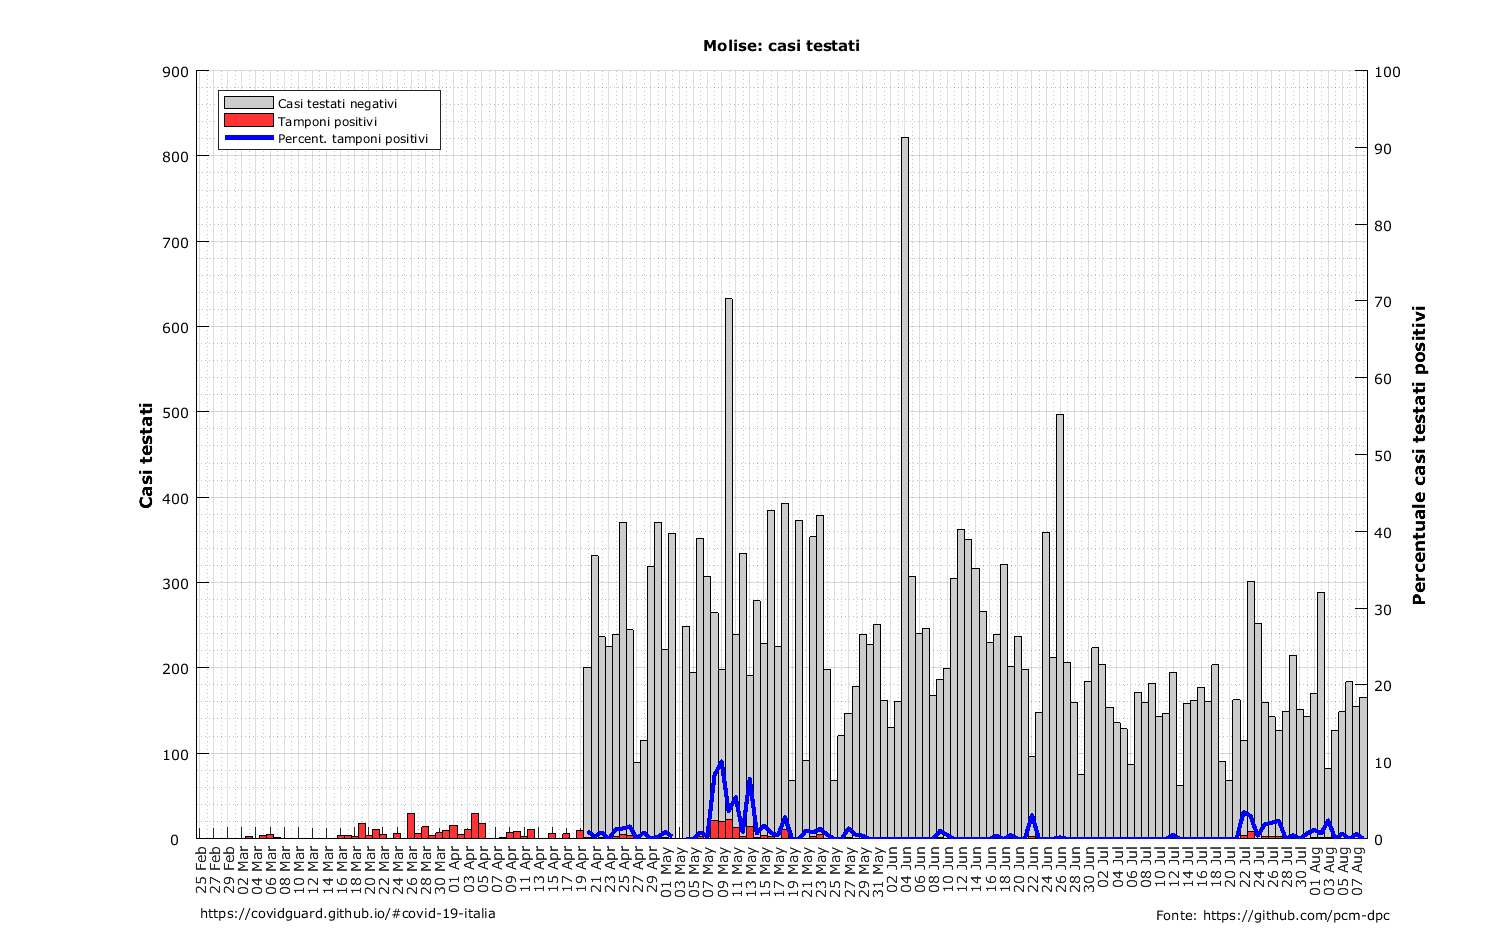 Molise: casi testati
Casi testati negativi
Tamponi positivi
Percent. tamponi positivi
Casi testati
900
800
700
600
500
400
300
200
100
0
Percentuale casi testati positivi
100
90
80
70
60
50
40
30
20
10
0
25 Feb
27 Feb
29 Feb
02 Mar
04 Mar
06 Mar
08 Mar
10 Mar
12 Mar
14 Mar
16 Mar
18 Mar
20 Mar
22 Mar
24 Mar
26 Mar
28 Mar
30 Mar
01 Apr
03 Apr
05 Apr
07 Apr
09 Apr
11 Apr
13 Apr
15 Apr
17 Apr
19 Apr
21 Apr
23 Apr
25 Apr
27 Apr
29 Apr
01 May
03 May
05 May
07 May
09 May
11 May
13 May
15 May
17 May
19 May
21 May
23 May
25 May
27 May
29 May
31 May
02 Jun
04 Jun
06 Jun
08 Jun
10 Jun
12 Jun
14 Jun
16 Jun
18 Jun
20 Jun
22 Jun
24 Jun
26 Jun
28 Jun
30 Jun
02 Jul
04 Jul
06 Jul
08 Jul
10 Jul
12 Jul
14 Jul
16 Jul
18 Jul
20 Jul
22 Jul
24 Jul
26 Jul
28 Jul
30 Jul
01 Aug
03 Aug
05 Aug
07 Aug
https://covidguard.github.io/#covid-19-italia
Fonte: https://github.com/pcm-dpc